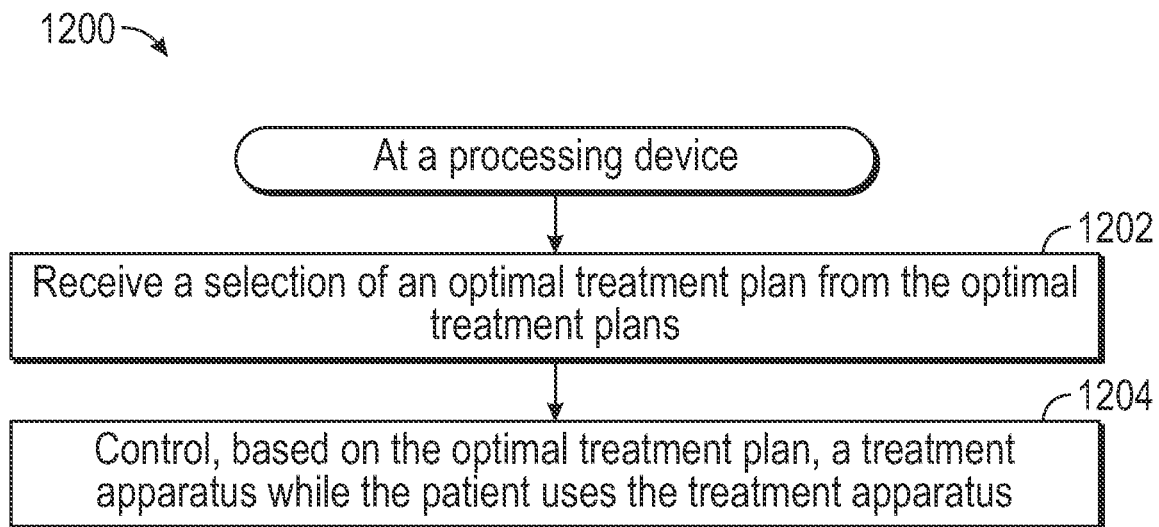 1200
At a processing device
1202
Receive a selection of an optimal treatment plan from the optimal
treatment plans
1204
Control, based on the optimal treatment plan, a treatment
apparatus while the patient uses the treatment apparatus